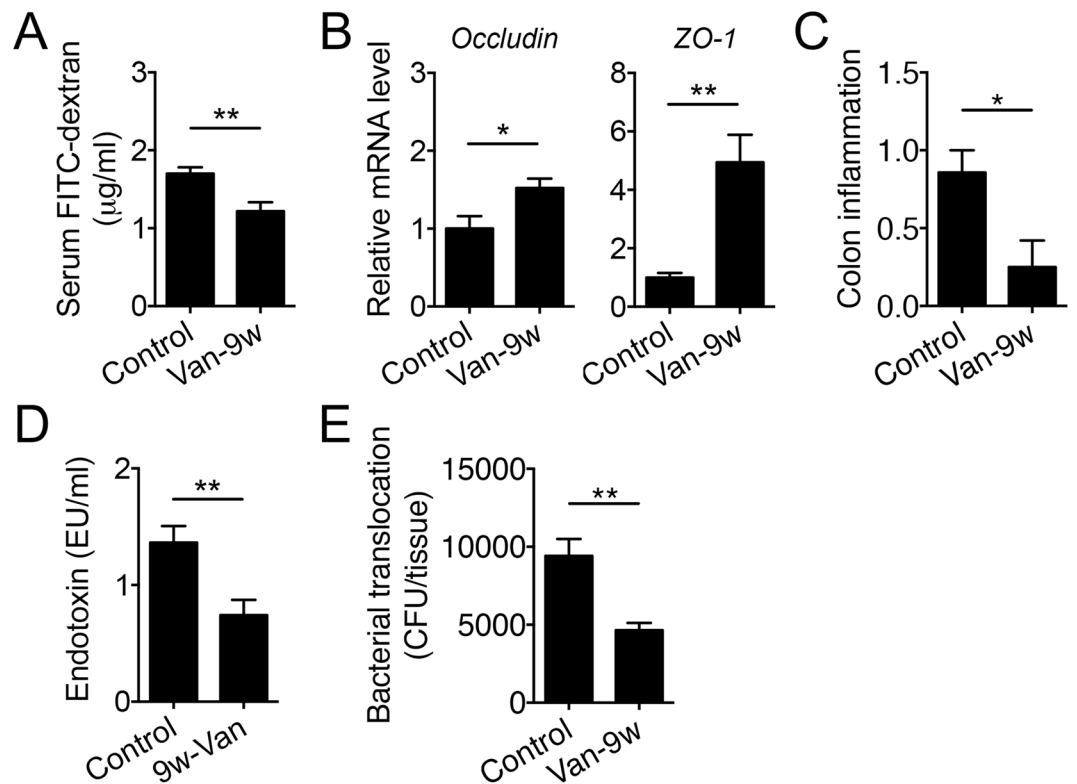 A
Serum FITC-dextran
(μg/ml)
3
2
1
0
**
Control
Van-9w
B
Relative mRNA level
Occludin
3
2
1
0
*
Control
Van-9w
ZO-1
8
6
4
2
0
**
Control
Van-9w
C
Colon inflammation
1.5
1.0
0.5
0.0
*
Control
Van-9w
D
Endotoxin (EU/ml)
2
1
0
**
Control
9w-Van
E
Bacterial translocation
(CFU/tissue)
15000
10000
5000
0
**
Control
Van-9w